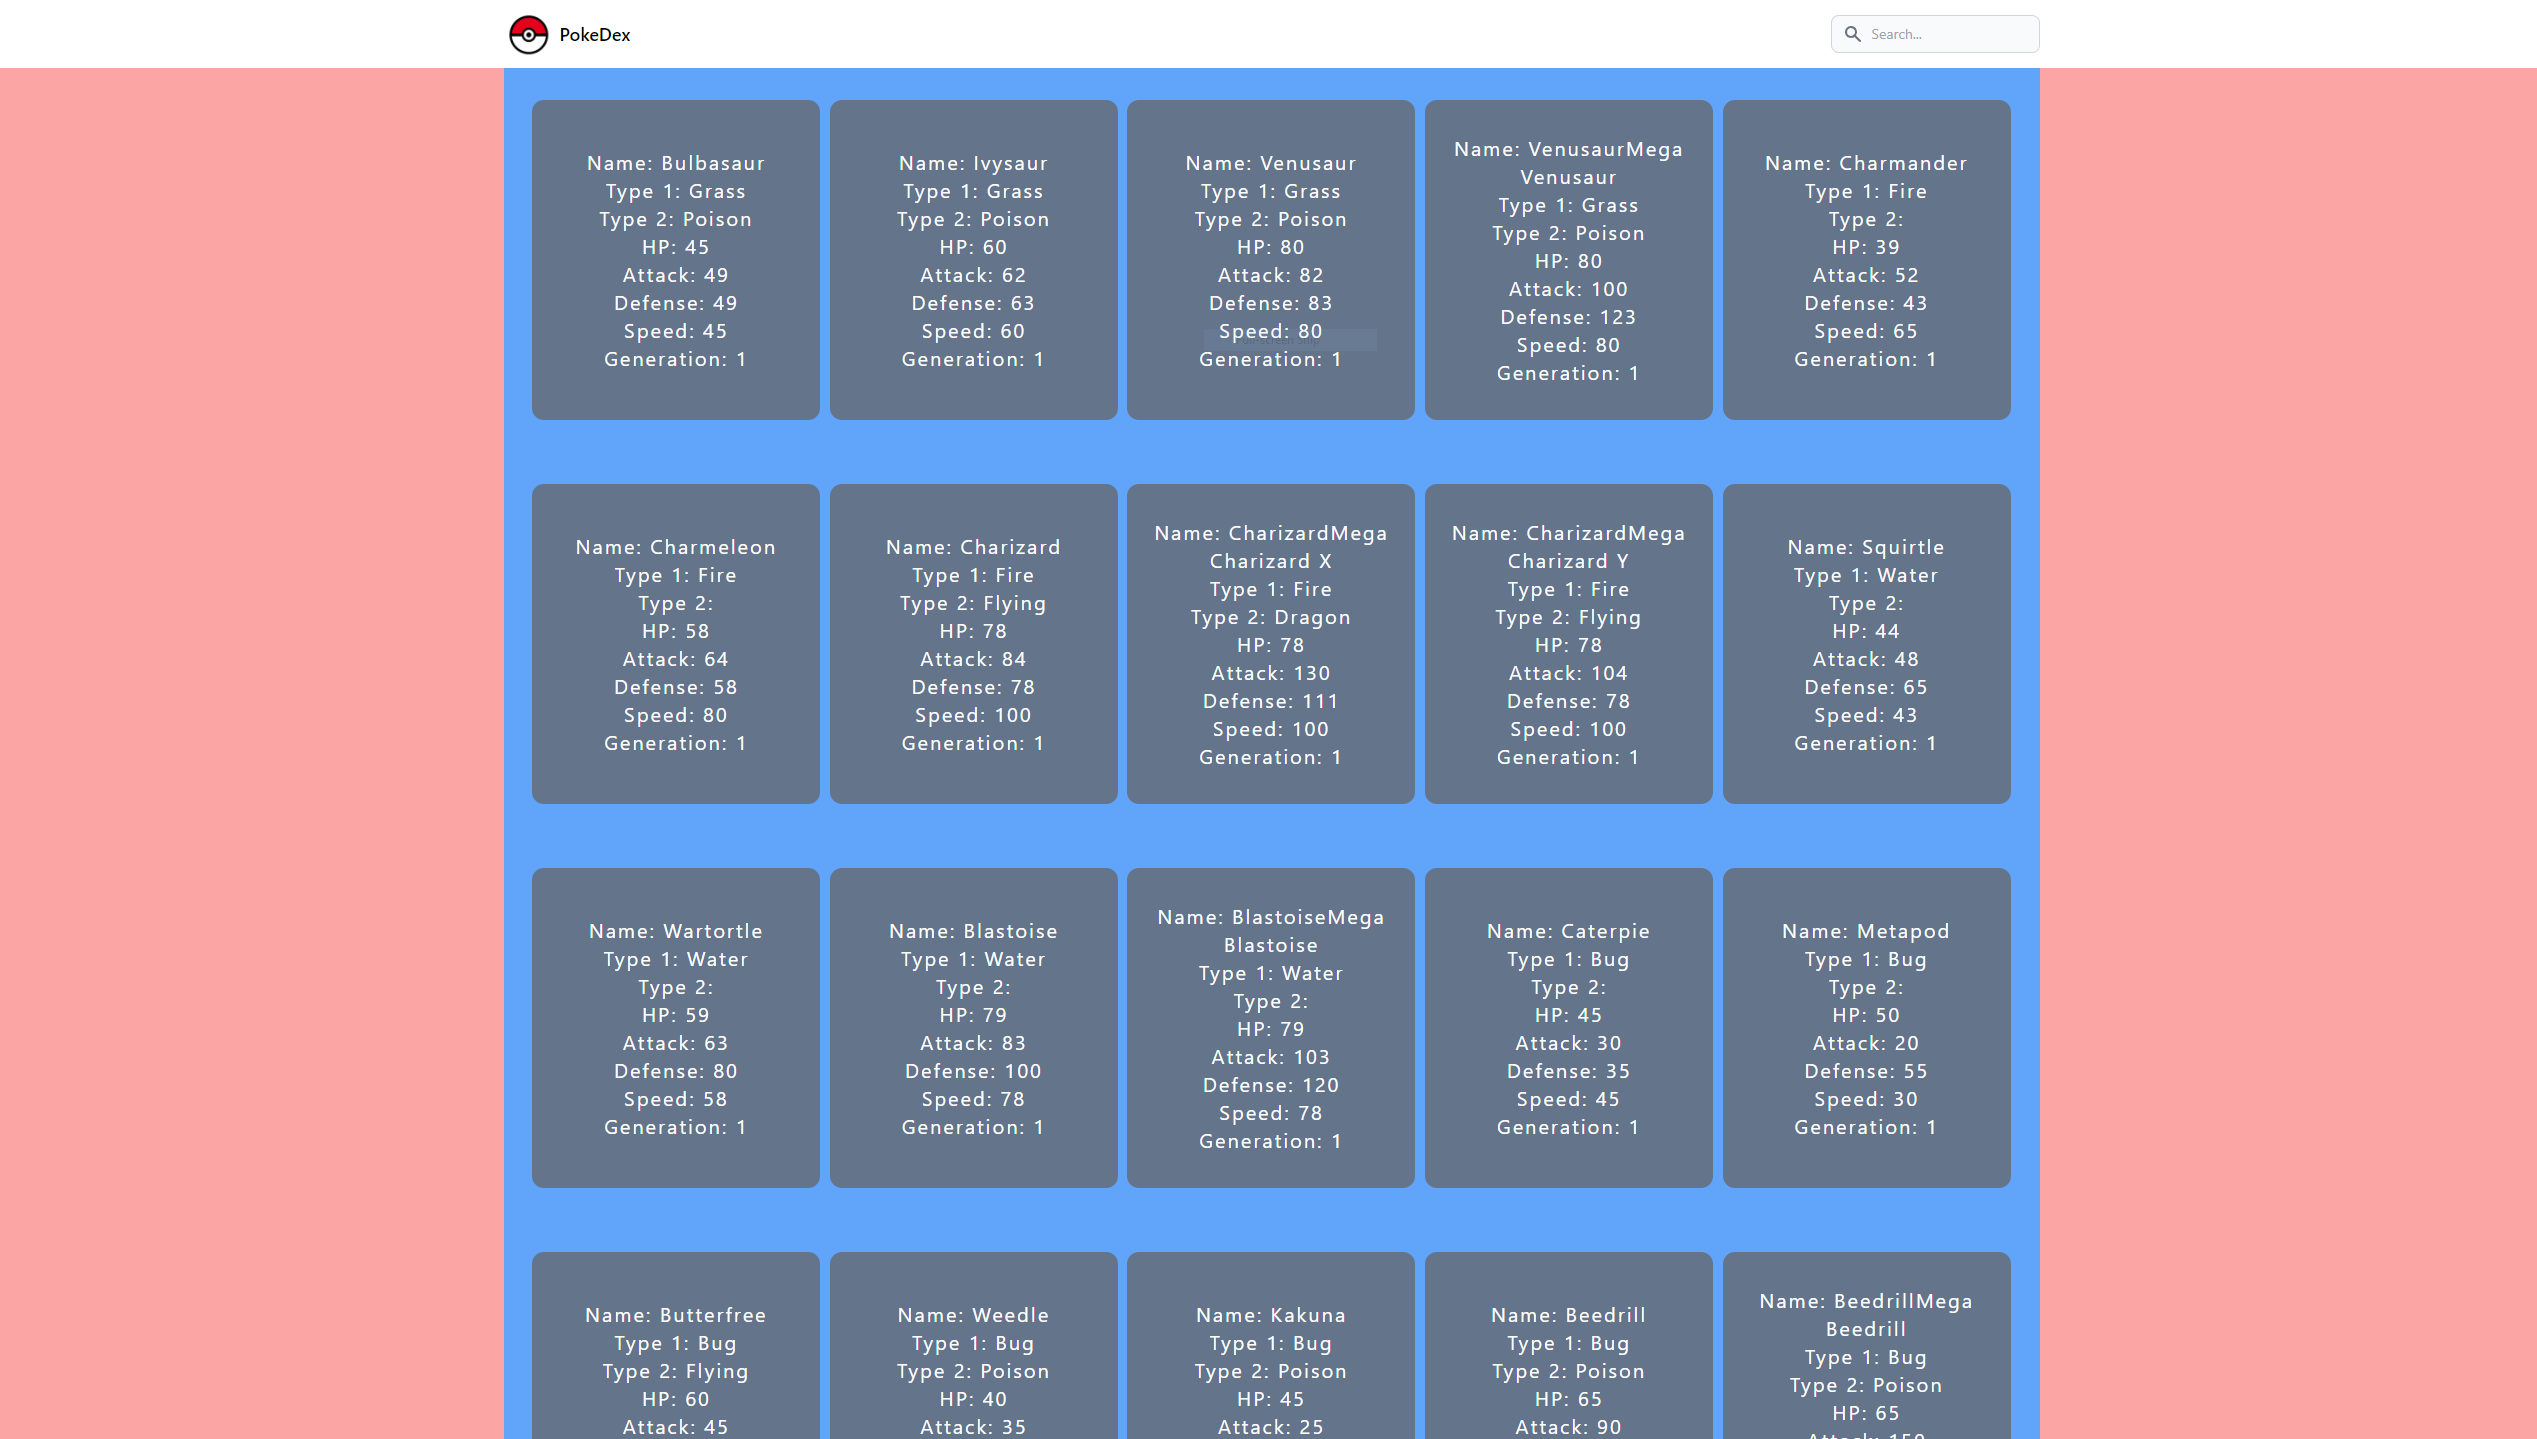 PokeDex
Search...
Name: Bulbasaur
Type 1: Grass
Type 2: Poison
HP: 45
Attack: 49
Defense: 49
Speed: 45
Generation: 1
Name: Ivysaur
Type 1: Grass
Type 2: Poison
HP: 60
Attack: 62
Defense: 63
Speed: 60
Generation: 1
Name: Venusaur
Type 1: Grass
Type 2: Poison
HP: 80
Attack: 82
Defense: 83
Speed: 80
Generation: 1
Name: VenusaurMega
Venusaur
Type 1: Grass
Type 2: Poison
HP: 80
Attack: 100
Defense: 123
Speed: 80
Generation: 1
Name: Charmander
Type 1: Fire
Type 2:
HP: 39
Attack: 52
Defense: 43
Speed: 65
Generation: 1
Name: Charmeleon
Type 1: Fire
Type 2:
HP: 58
Attack: 64
Defense: 58
Speed: 80
Generation: 1
Name: Charizard
Type 1: Fire
Type 2: Flying
HP: 78
Attack: 84
Defense: 78
Speed: 100
Generation: 1
Name: CharizardMega
Charizard X
Type 1: Fire
Type 2: Dragon
HP: 78
Attack: 130
Defense: 111
Speed: 100
Generation: 1
Name: CharizardMega
Charizard Y
Type 1: Fire
Type 2: Flying
HP: 78
Attack: 104
Defense: 78
Speed: 100
Generation: 1
Name: Squirtle
Type 1: Water
Type 2:
HP: 44
Attack: 48
Defense: 65
Speed: 43
Generation: 1
Name: Wartortle
Type 1: Water
Type 2:
HP: 59
Attack: 63
Defense: 80
Speed: 58
Generation: 1
Name: Blastoise
Type 1: Water
Type 2:
HP: 79
Attack: 83
Defense: 100
Speed: 78
Generation: 1
Name: BlastoiseMega
Blastoise
Type 1: Water
Type 2:
HP: 79
Attack: 103
Defense: 120
Speed: 78
Generation: 1
Name: Caterpie
Type 1: Bug
Type 2:
HP: 45
Attack: 30
Defense: 35
Speed: 45
Generation: 1
Name: Metapod
Type 1: Bug
Type 2:
HP: 50
Attack: 20
Defense: 55
Speed: 30
Generation: 1
Name: Butterfree
Type 1: Bug
Type 2: Flying
HP: 60
Attack: 45
Name: Weedle
Type 1: Bug
Type 2: Poison
HP: 40
Attack: 35
Name: Kakuna
Type 1: Bug
Type 2: Poison
HP: 45
Attack: 25
Name: Beedrill
Type 1: Bug
Type 2: Poison
HP: 65
Attack: 90
Name: BeedrillMega
Beedrill
Type 1: Bug
Type 2: Poison
HP: 65
Attack: 150